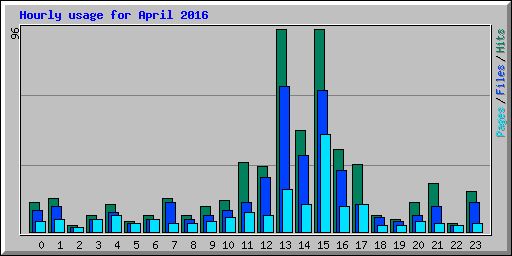 Hourly usage for April 2016
96
Pages / Files / Hits
0 1 2 3 4 5 6 7 8 9 10 11 12 13 14 15 16 17 18 19 20 21 22 23